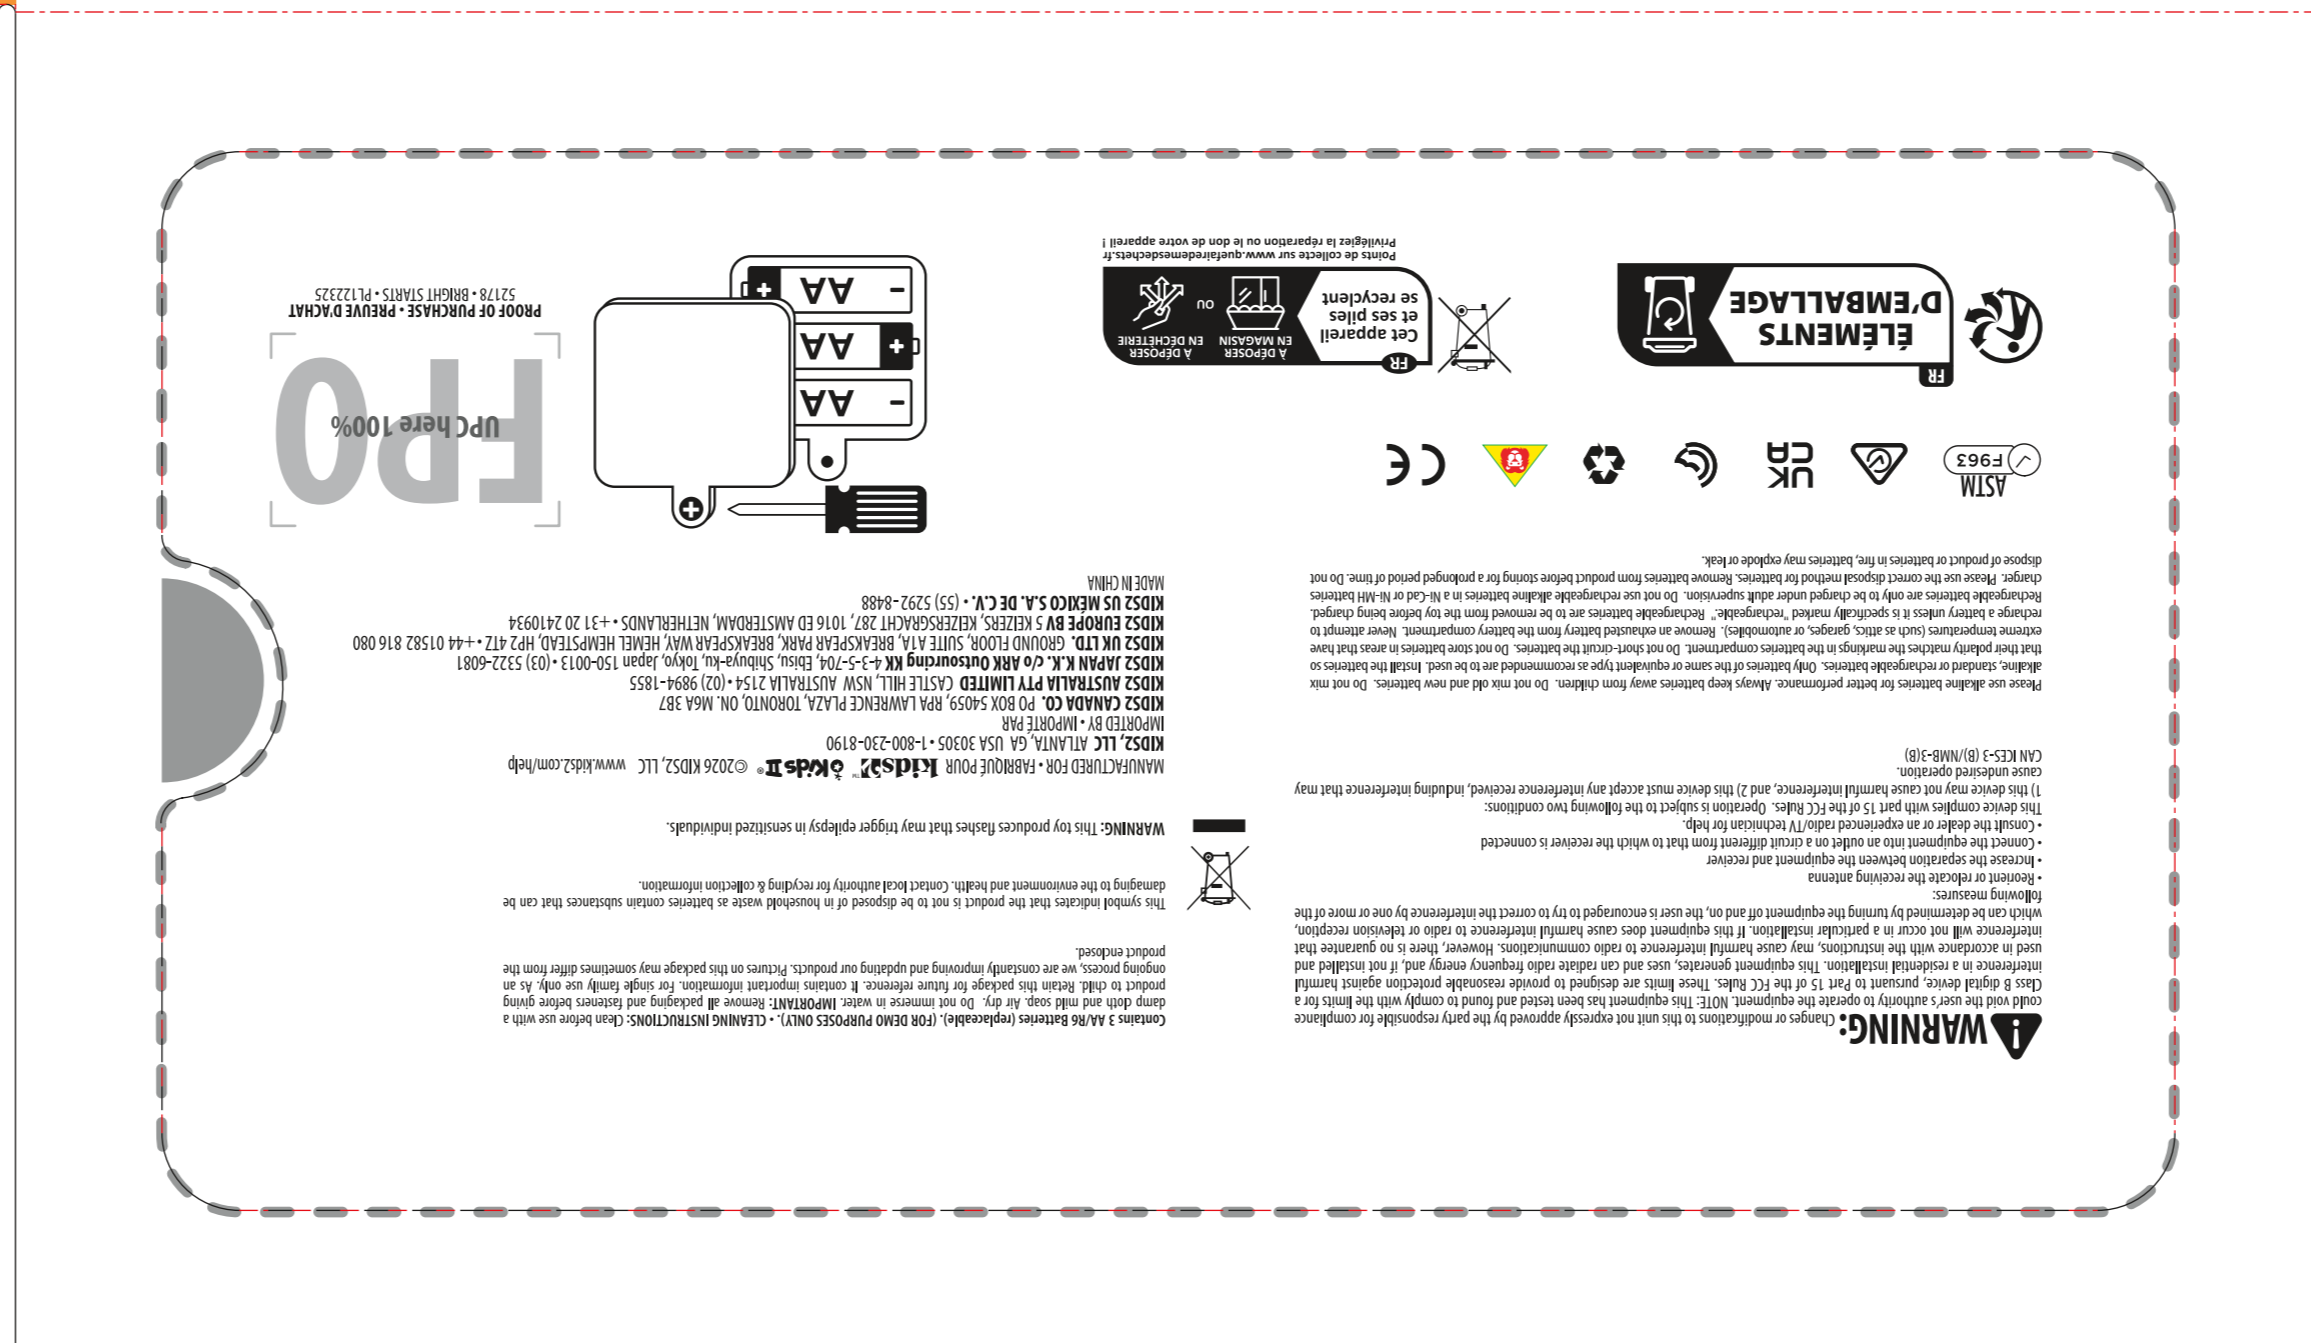 WARNING: Changes or modifications to this unit not expressly approved by the party responsible for compliance
could void the user's authority to operate the equipment. NOTE: This equipment has been tested and found to comply with the limits for a
Class B digital device, pursuant to Part 15 of the FCC Rules. These limits are designed to provide reasonable protection against harmful
interference in a residential installation. This equipment generates, uses and can radiate radio frequency energy and, if not installed and
used in accordance with the instructions, may cause harmful interference to radio communications. However, there is no guarantee that
interference will not occur in a particular installation. If this equipment does cause harmful interference to radio or television reception,
which can be determined by turning the equipment off and on, the user is encouraged to try to correct the interference by one or more of the
following measures:
• Reorient or relocate the receiving antenna
• Increase the separation between the equipment and receiver
• Connect the equipment into an outlet on a circuit different from that to which the receiver is connected
• Consult the dealer or an experienced radio/TV technician for help.
This device complies with part 15 of the FCC Rules. Operation is subject to the following two conditions:
1) this device may not cause harmful interference, and 2) this device must accept any interference received, including interference that may
cause undesired operation.
CAN ICES-3 (B)/NMB-3(B)
Please use alkaline batteries for better performance. Always keep batteries away from children. Do not mix old and new batteries. Do not mix
alkaline, standard or rechargeable batteries. Only batteries of the same or equivalent type as recommended are to be used. Install the batteries so
that their polarity matches the markings in the batteries compartment. Do not short-circuit the batteries. Do not store batteries in areas that have
extreme temperatures (such as attics, garages, or automobiles). Remove an exhausted battery from the battery compartment. Never attempt to
recharge a battery unless it is specifically marked "rechargeable." Rechargeable batteries are to be removed from the toy before being charged.
Rechargeable batteries are only to be charged under adult supervision. Do not use rechargeable alkaline batteries in a Ni-Cad or Ni-MH batteries
charger. Please use the correct disposal method for batteries. Remove batteries from product before storing for a prolonged period of time. Do not
dispose of product or batteries in fire, batteries may explode or leak.
ASTM
F963
UK
CA
CE
FR
ÉLÉMENTS
D'EMBALLAGE
FR
Cet appareil
et ses piles
se recyclent
À DÉPOSER
EN MAGASIN
OU
À DÉPOSER
EN DÉCHÈTERIE
Points de collecte sur www.quefairedemesdechets.fr
Privilégiez la réparation ou le don de votre appareil !
Contains 3 AA/R6 Batteries (replaceable). (FOR DEMO PURPOSES ONLY). • CLEANING INSTRUCTIONS: Clean before use with a
damp cloth and mild soap. Air dry. Do not immerse in water. IMPORTANT: Remove all packaging and fasteners before giving
product to child. Retain this package for future reference. It contains important information. For single family use only. As an
ongoing process, we are constantly improving and updating our products. Pictures on this package may sometimes differ from the
product enclosed.
This symbol indicates that the product is not to be disposed of in household waste as batteries contain substances that can be
damaging to the environment and health. Contact local authority for recycling & collection information.
WARNING: This toy produces flashes that may trigger epilepsy in sensitized individuals.
MANUFACTURED FOR • FABRIQUÉ POUR kids2™ Kids II® ©2026 KIDS2, LLC www.kids2.com/help
KIDS2, LLC ATLANTA, GA USA 30305 • 1-800-230-8190
IMPORTED BY • IMPORTÉ PAR
KIDS2 CANADA CO. PO BOX 54059, RPA LAWRENCE PLAZA, TORONTO, ON. M6A 3B7
KIDS2 AUSTRALIA PTY LIMITED CASTLE HILL, NSW AUSTRALIA 2154 • (02) 9894-1855
KIDS2 JAPAN K.K. c/o ARK Outsourcing KK 4-3-5-704, Ebisu, Shibuya-ku, Tokyo, Japan 150-0013 • (03) 5322-6081
KIDS2 UK LTD. GROUND FLOOR, SUITE A1A, BREAKSPEAR PARK, BREAKSPEAR WAY, HEMEL HEMPSTEAD, HP2 4TZ • +44 01582 816 080
KIDS2 EUROPE BV 5 KEIZERS, KEIZERSGRACHT 287, 1016 ED AMSTERDAM, NETHERLANDS • +31 20 2410934
KIDS2 US MÉXICO S.A. DE C.V. • (55) 5292-8488
MADE IN CHINA
- AA
+ AA
- AA +
FPO
UPC here 100%
PROOF OF PURCHASE • PREUVE D'ACHAT
52178 • BRIGHT STARTS • PL122325